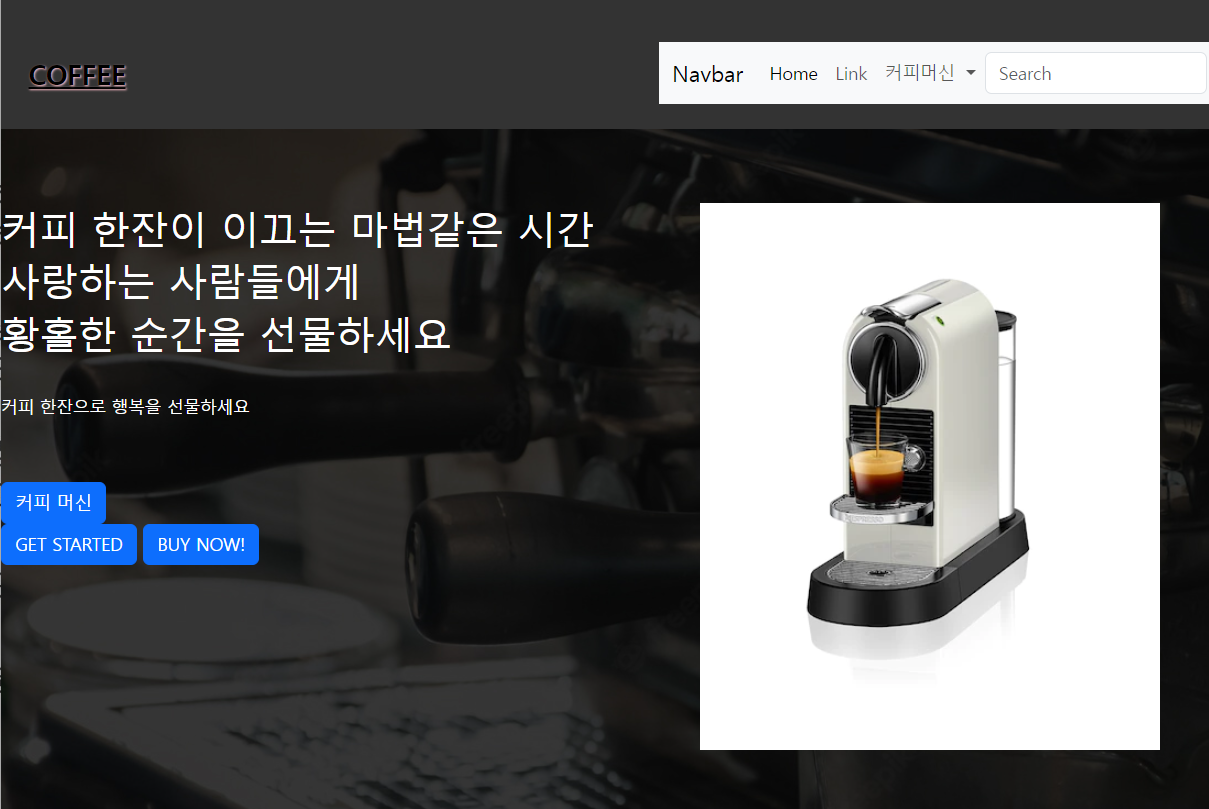 COFFEE
Navbar Home Link 커피머신 Search
커피 한잔이 이끄는 마법같은 시간
사랑하는 사람들에게
황홀한 순간을 선물하세요
커피 한잔으로 행복을 선물하세요
커피 머신
GET STARTED BUY NOW!
NESPRESSO